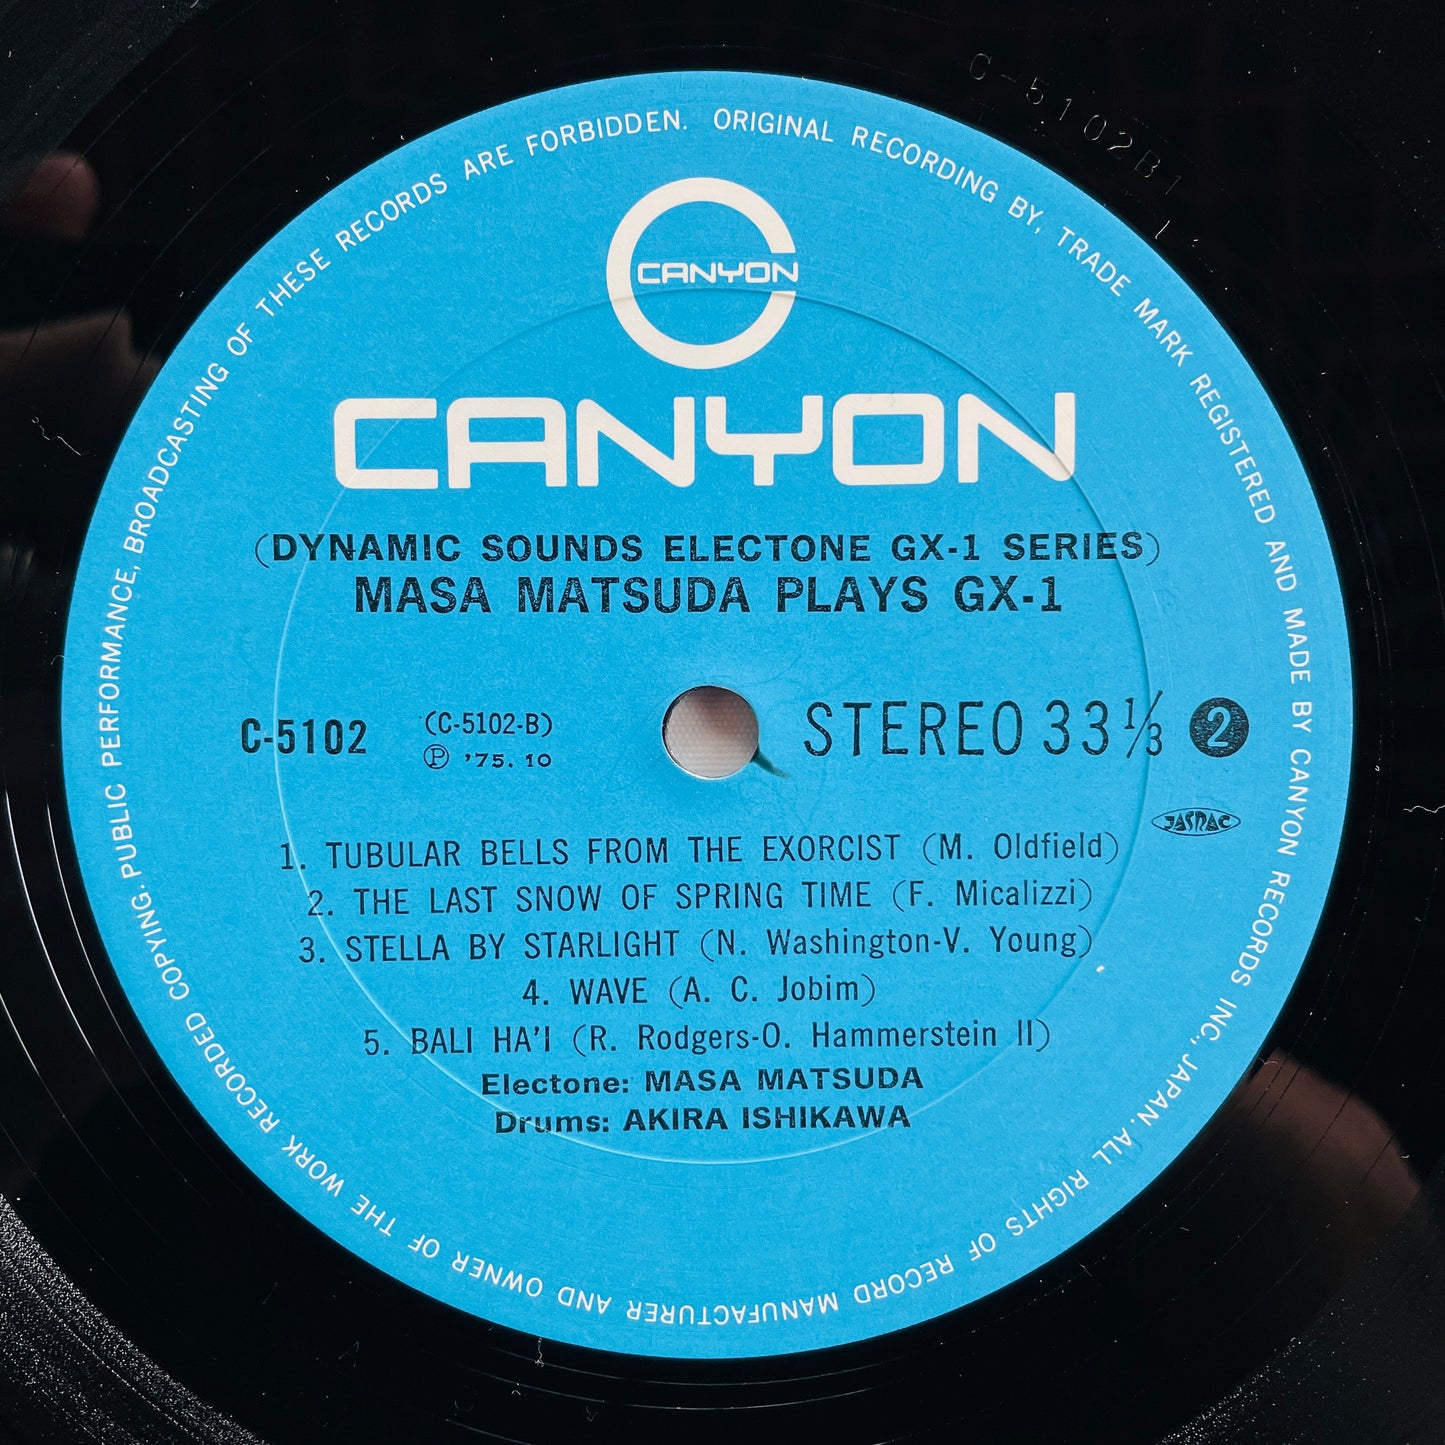 C-5102B1
ORIGINAL RECORDING BY, TRADE MARK REGISTERED AND MADE BY CANYON RECORDS INC., JAPAN. ALL RIGHTS OF RECORD MANUFACTURER AND OWNER OF THE WORK RECORDED COPYING. PUBLIC PERFORMANCE, BROADCASTING OF THESE RECORDS ARE FORBIDDEN.
CANYON
CANYON
(DYNAMIC SOUNDS ELECTONE GX-1 SERIES)
MASA MATSUDA PLAYS GX-1
C-5102 (C-5102-B) STEREO 33 1/3 2
Ⓟ '75. 10
JASRAC
1. TUBULAR BELLS FROM THE EXORCIST (M. Oldfield)
2. THE LAST SNOW OF SPRING TIME (F. Micalizzi)
3. STELLA BY STARLIGHT (N. Washington-V. Young)
4. WAVE (A. C. Jobim)
5. BALI HA'I (R. Rodgers-O. Hammerstein II)
Electone: MASA MATSUDA
Drums: AKIRA ISHIKAWA